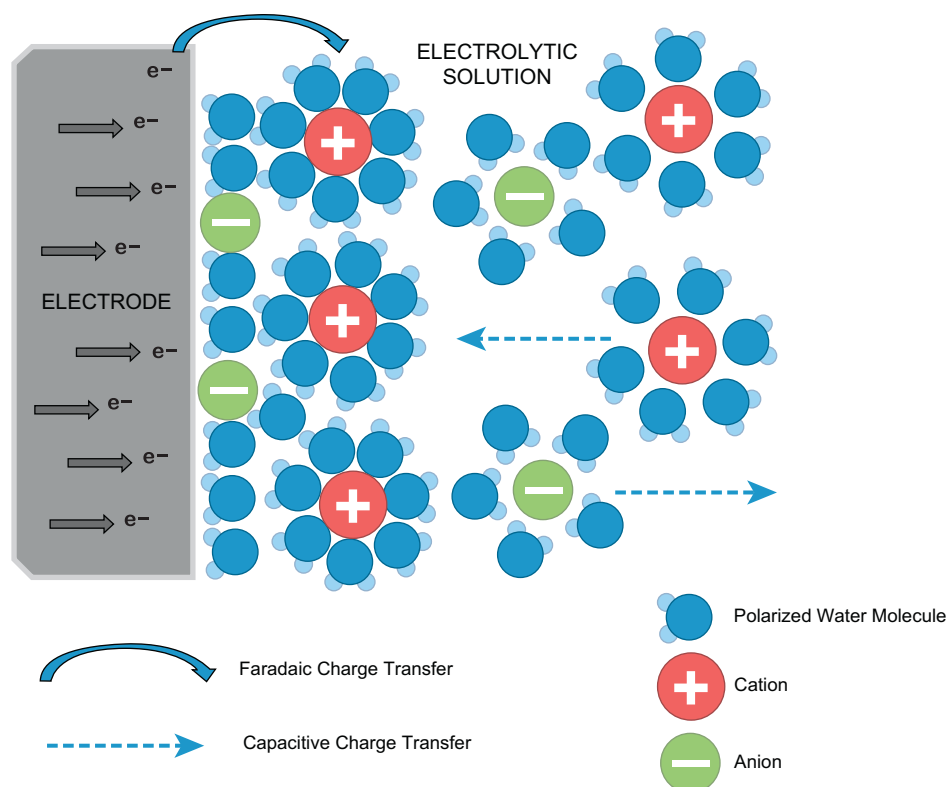 ELECTROLYTIC
SOLUTION
e–
e–
e–
e–
ELECTRODE
e–
e–
e–
e–
+
+
+
+
+
–
–
–
–
Polarized Water Molecule
Faradaic Charge Transfer
+
Cation
Capacitive Charge Transfer
–
Anion